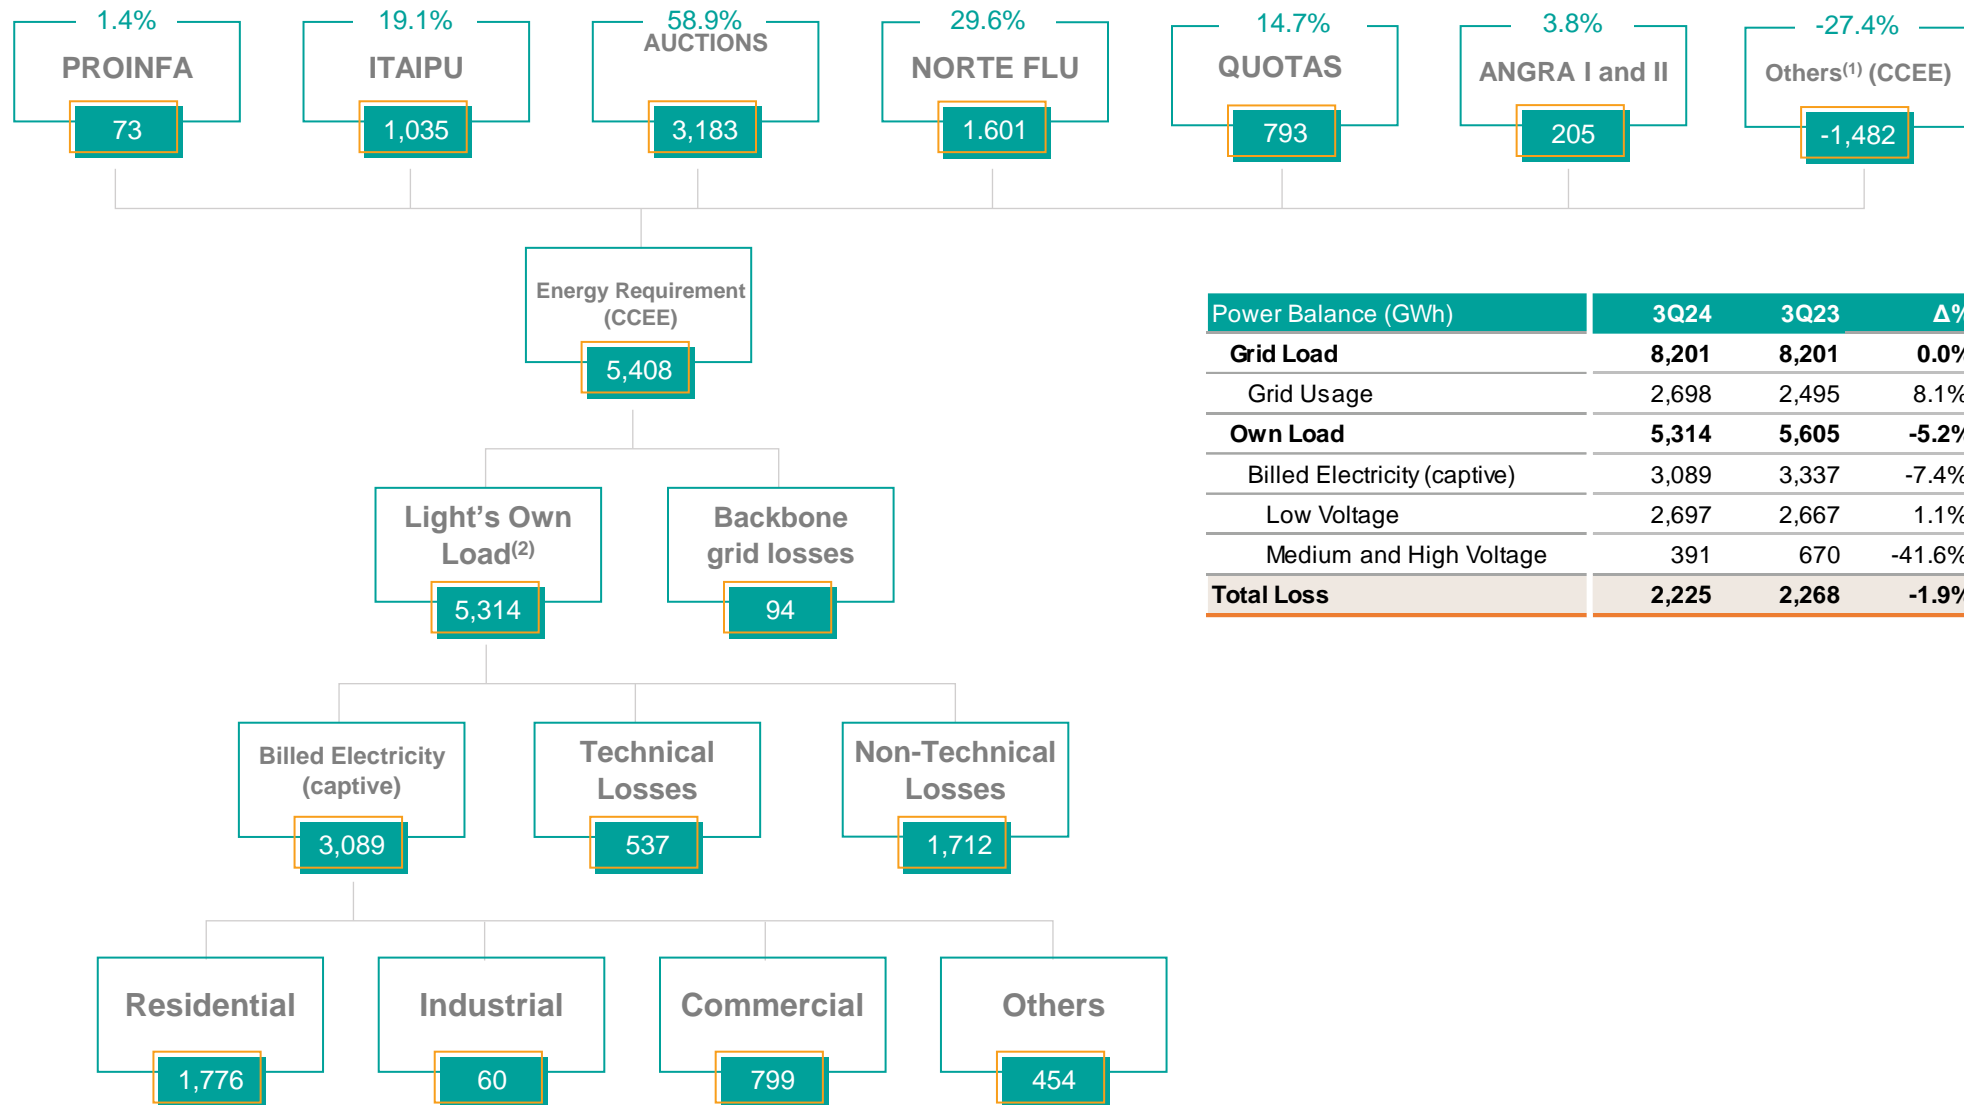 1.4%
PROINFA
73
19.1%
ITAIPU
1,035
58.9%
AUCTIONS
3,183
29.6%
NORTE FLU
1.601
14.7%
QUOTAS
793
3.8%
ANGRA I and II
205
-27.4%
Others(1) (CCEE)
-1,482
Energy Requirement
(CCEE)
5,408
Power Balance (GWh) 3Q24 3Q23 Δ%
Grid Load 8,201 8,201 0.0%
Grid Usage 2,698 2,495 8.1%
Own Load 5,314 5,605 -5.2%
Billed Electricity (captive) 3,089 3,337 -7.4%
Low Voltage 2,697 2,667 1.1%
Medium and High Voltage 391 670 -41.6%
Total Loss 2,225 2,268 -1.9%
Light's Own
Load(2)
5,314
Backbone
grid losses
94
Billed Electricity
(captive)
3,089
Technical
Losses
537
Non-Technical
Losses
1,712
Residential
1,776
Industrial
60
Commercial
799
Others
454